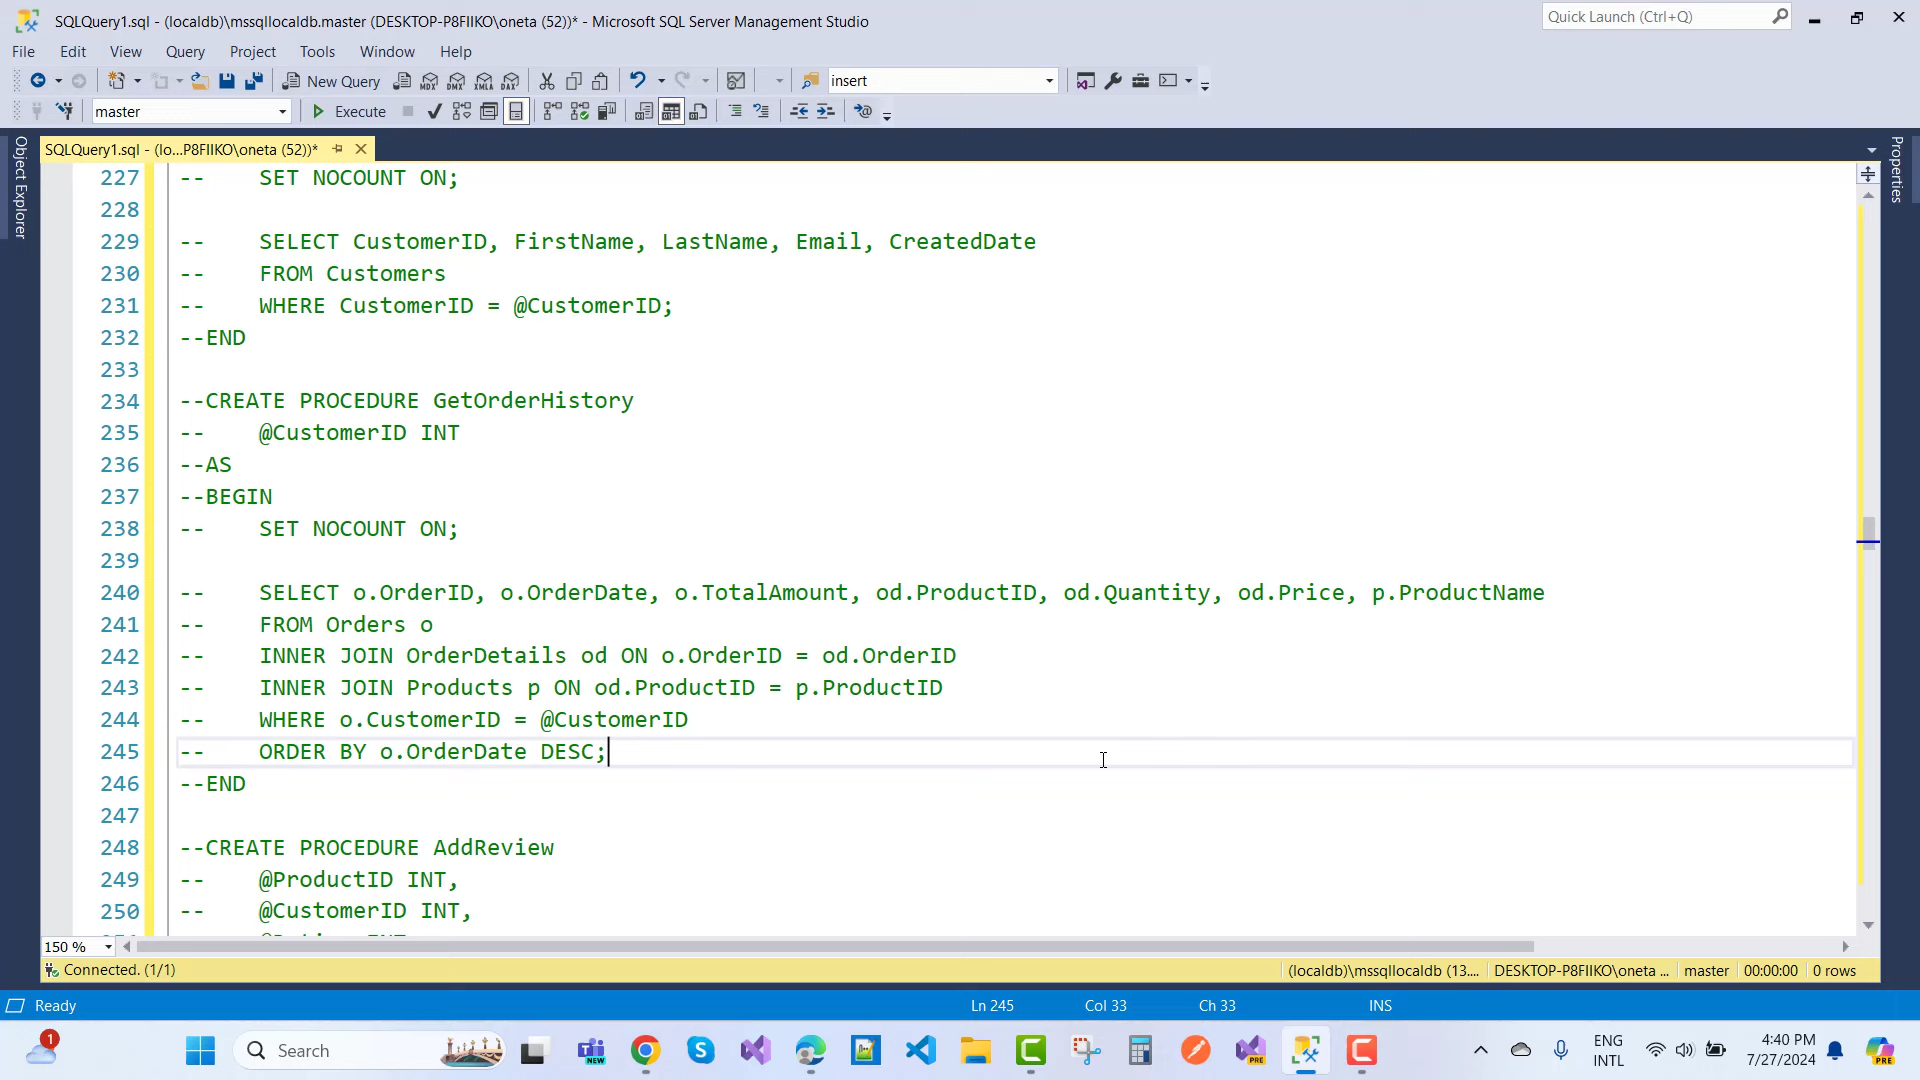 SQLQuery1.sql - (localdb)\mssqllocaldb.master (DESKTOP-P8FIIKO\oneta (52))* - Microsoft SQL Server Management Studio
Quick Launch (Ctrl+Q)
File Edit View Query Project Tools Window Help
New Query MDX DMX XMLA DAX insert
master Execute
SQLQuery1.sql - (lo...P8FIIKO\oneta (52))*
Object Explorer
Properties
227 -- SET NOCOUNT ON;
228
229 -- SELECT CustomerID, FirstName, LastName, Email, CreatedDate
230 -- FROM Customers
231 -- WHERE CustomerID = @CustomerID;
232 --END
233
234 --CREATE PROCEDURE GetOrderHistory
235 -- @CustomerID INT
236 --AS
237 --BEGIN
238 -- SET NOCOUNT ON;
239
240 -- SELECT o.OrderID, o.OrderDate, o.TotalAmount, od.ProductID, od.Quantity, od.Price, p.ProductName
241 -- FROM Orders o
242 -- INNER JOIN OrderDetails od ON o.OrderID = od.OrderID
243 -- INNER JOIN Products p ON od.ProductID = p.ProductID
244 -- WHERE o.CustomerID = @CustomerID
245 -- ORDER BY o.OrderDate DESC;
246 --END
247
248 --CREATE PROCEDURE AddReview
249 -- @ProductID INT,
250 -- @CustomerID INT,
150 %
Connected. (1/1) (localdb)\mssqllocaldb (13.... DESKTOP-P8FIIKO\oneta ... master 00:00:00 0 rows
Ready Ln 245 Col 33 Ch 33 INS
1 Search NEW PRE ENG INTL 4:40 PM 7/27/2024 PRE